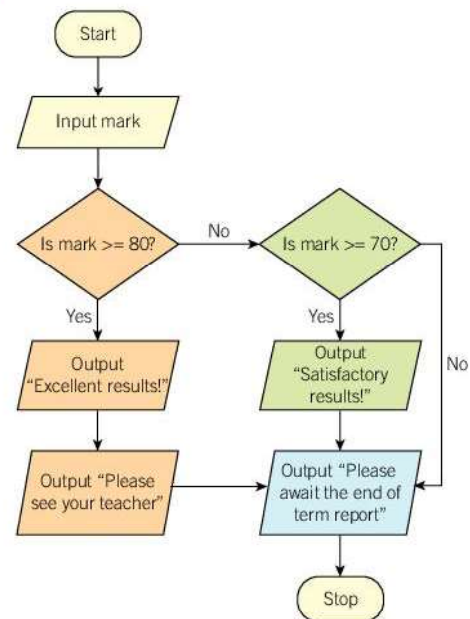 Start
Input mark
Is mark >= 80?
No
Is mark >= 70?
Yes
Yes
No
Output
“Excellent results!”
Output
“Satisfactory
results!”
Output “Please
see your teacher”
Output “Please
await the end of
term report”
Stop